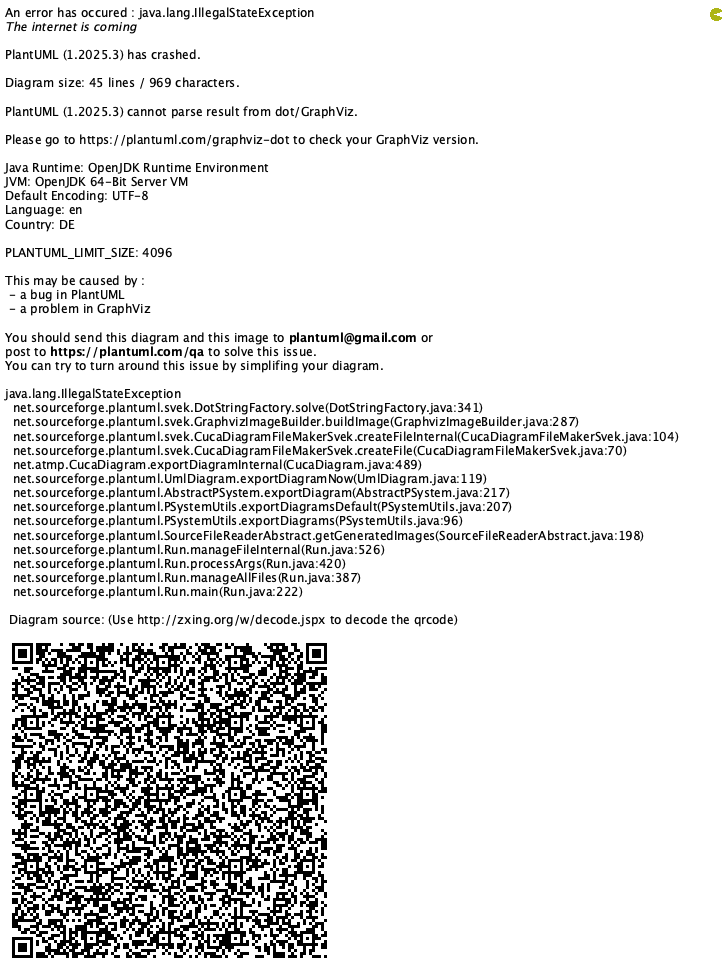 An error has occured : java.lang.IllegalStateException
The internet is coming
PlantUML (1.2025.3) has crashed.
Diagram size: 45 lines / 969 characters.
PlantUML (1.2025.3) cannot parse result from dot/GraphViz.
Please go to https://plantuml.com/graphviz-dot to check your GraphViz version.
Java Runtime: OpenJDK Runtime Environment
JVM: OpenJDK 64-Bit Server VM
Default Encoding: UTF-8
Language: en
Country: DE
PLANTUML_LIMIT_SIZE: 4096
This may be caused by :
- a bug in PlantUML
- a problem in GraphViz
You should send this diagram and this image to plantuml@gmail.com or
post to https://plantuml.com/qa to solve this issue.
You can try to turn around this issue by simplifing your diagram.
java.lang.IllegalStateException
net.sourceforge.plantuml.svek.DotStringFactory.solve(DotStringFactory.java:341)
net.sourceforge.plantuml.svek.GraphvizImageBuilder.buildImage(GraphvizImageBuilder.java:287)
net.sourceforge.plantuml.svek.CucaDiagramFileMakerSvek.createFileInternal(CucaDiagramFileMakerSvek.java:104)
net.sourceforge.plantuml.svek.CucaDiagramFileMakerSvek.createFile(CucaDiagramFileMakerSvek.java:70)
net.atmp.CucaDiagram.exportDiagramInternal(CucaDiagram.java:489)
net.sourceforge.plantuml.UmlDiagram.exportDiagramNow(UmlDiagram.java:119)
net.sourceforge.plantuml.AbstractPSystem.exportDiagram(AbstractPSystem.java:217)
net.sourceforge.plantuml.PSystemUtils.exportDiagramsDefault(PSystemUtils.java:207)
net.sourceforge.plantuml.PSystemUtils.exportDiagrams(PSystemUtils.java:96)
net.sourceforge.plantuml.SourceFileReaderAbstract.getGeneratedImages(SourceFileReaderAbstract.java:198)
net.sourceforge.plantuml.Run.manageFileInternal(Run.java:526)
net.sourceforge.plantuml.Run.processArgs(Run.java:420)
net.sourceforge.plantuml.Run.manageAllFiles(Run.java:387)
net.sourceforge.plantuml.Run.main(Run.java:222)
Diagram source: (Use http://zxing.org/w/decode.jspx to decode the qrcode)